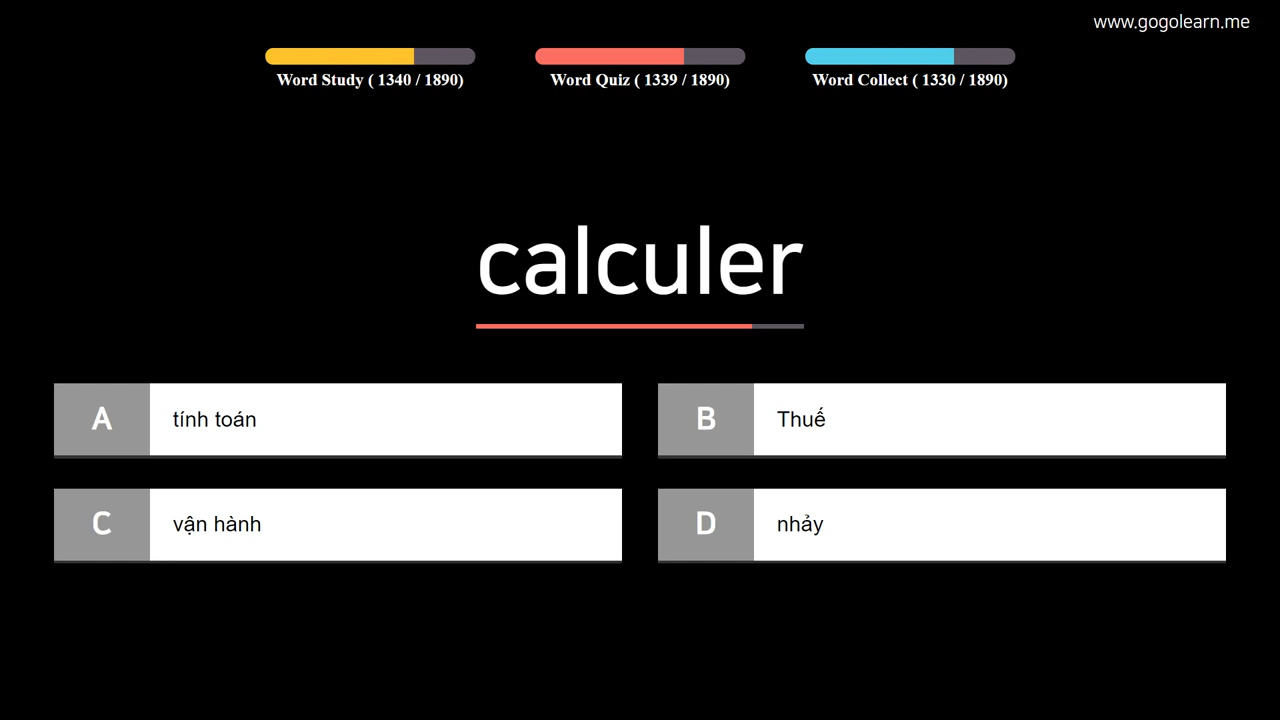 www.gogolearn.me
Word Study ( 1340 / 1890)
Word Quiz ( 1339 / 1890)
Word Collect ( 1330 / 1890)
calculer
A tính toán
B Thuế
C vận hành
D nhảy